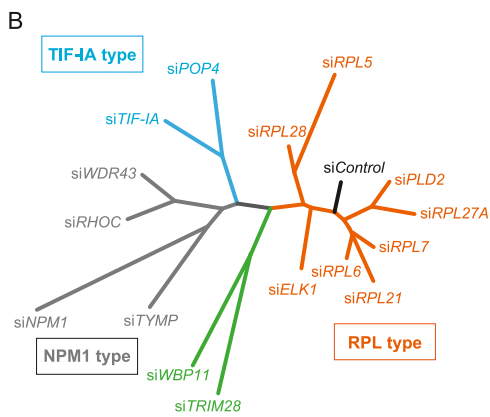 B
TIF-IA type
siPOP4
siRPL5
siTIF-IA
siRPL28
siControl
siWDR43
siPLD2
siRHOC
siRPL27A
siRPL7
siRPL6
siELK1
siRPL21
siNPM1
siTYMP
NPM1 type
RPL type
siWBP11
siTRIM28